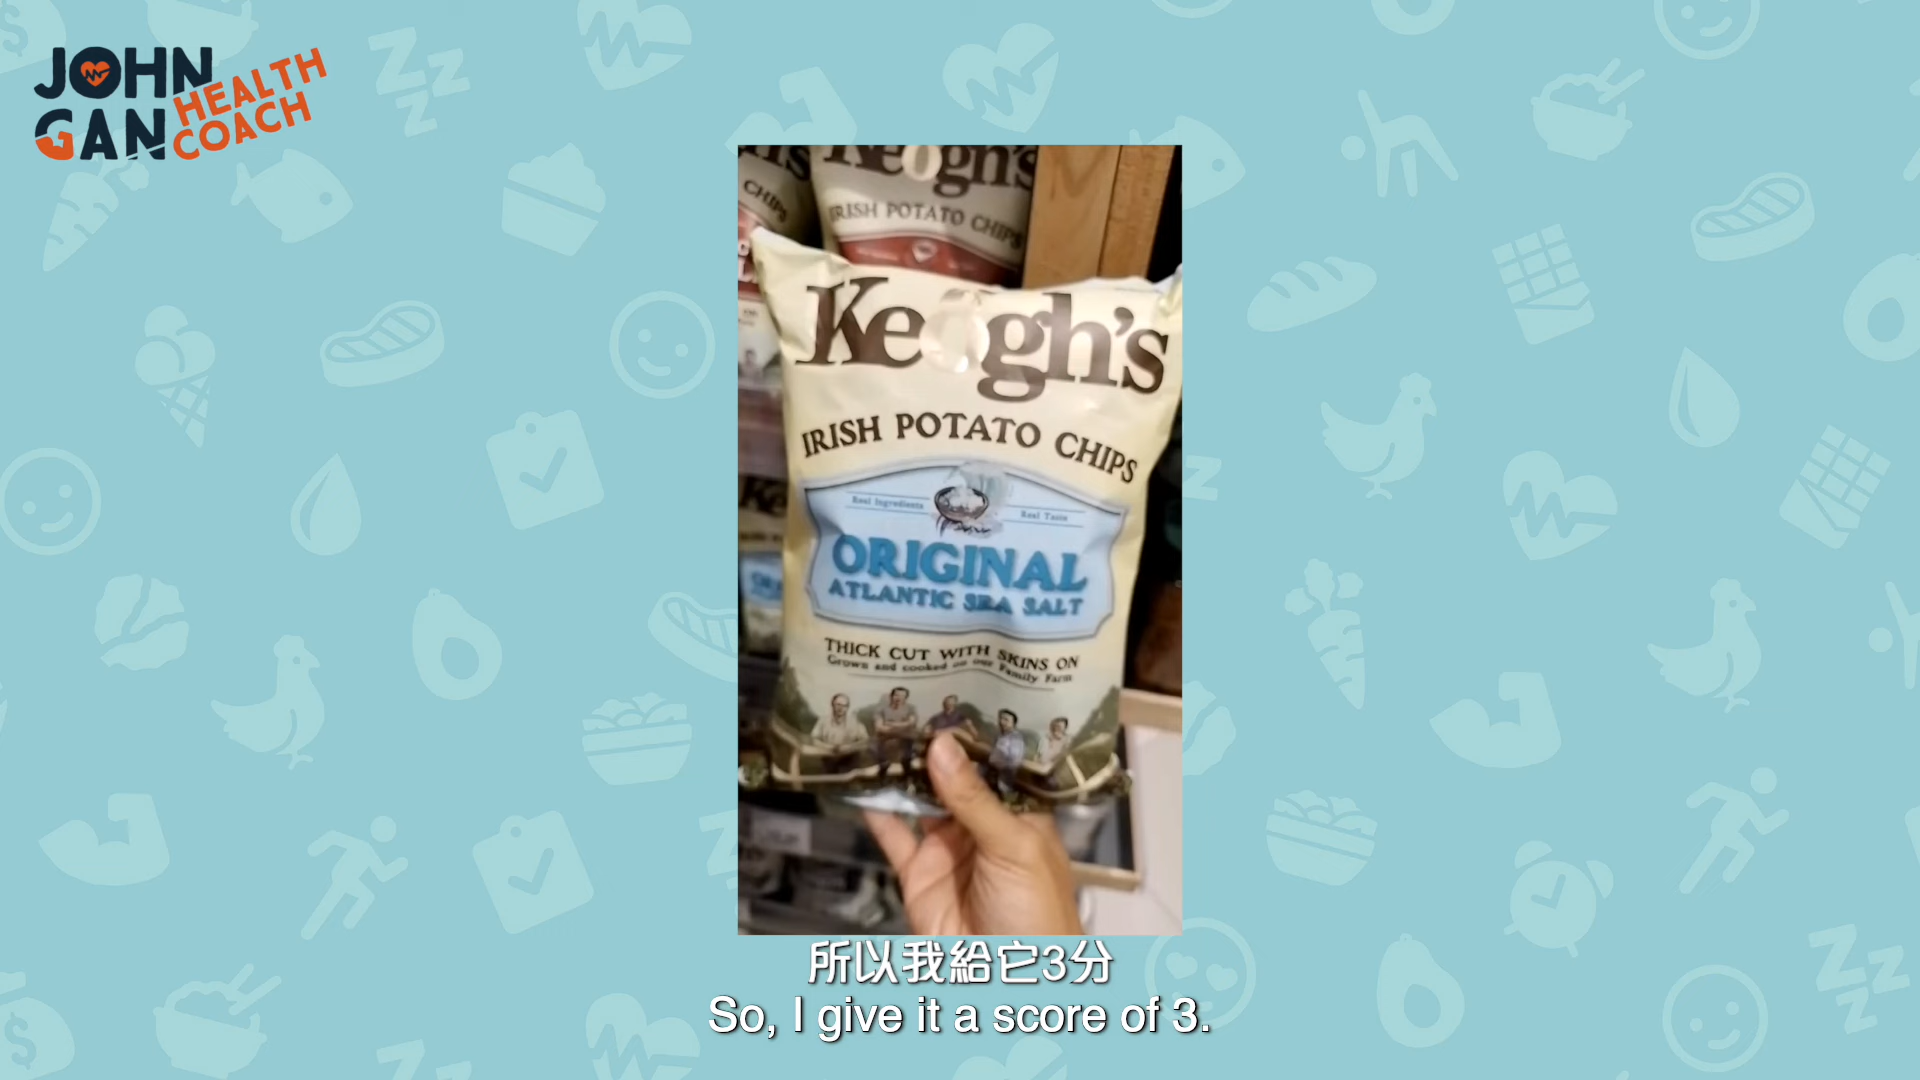 JOHN
GAN
HEALTH
COACH
CHIPS
Keogh's
IRISH POTATO CHIPS
Keogh's
IRISH POTATO CHIPS
Real Ingredients
Real Taste
ORIGINAL
ATLANTIC SEA SALT
THICK CUT WITH SKINS ON
Grown and cooked on our Family Farm
所以我給它3分
So, I give it a score of 3.